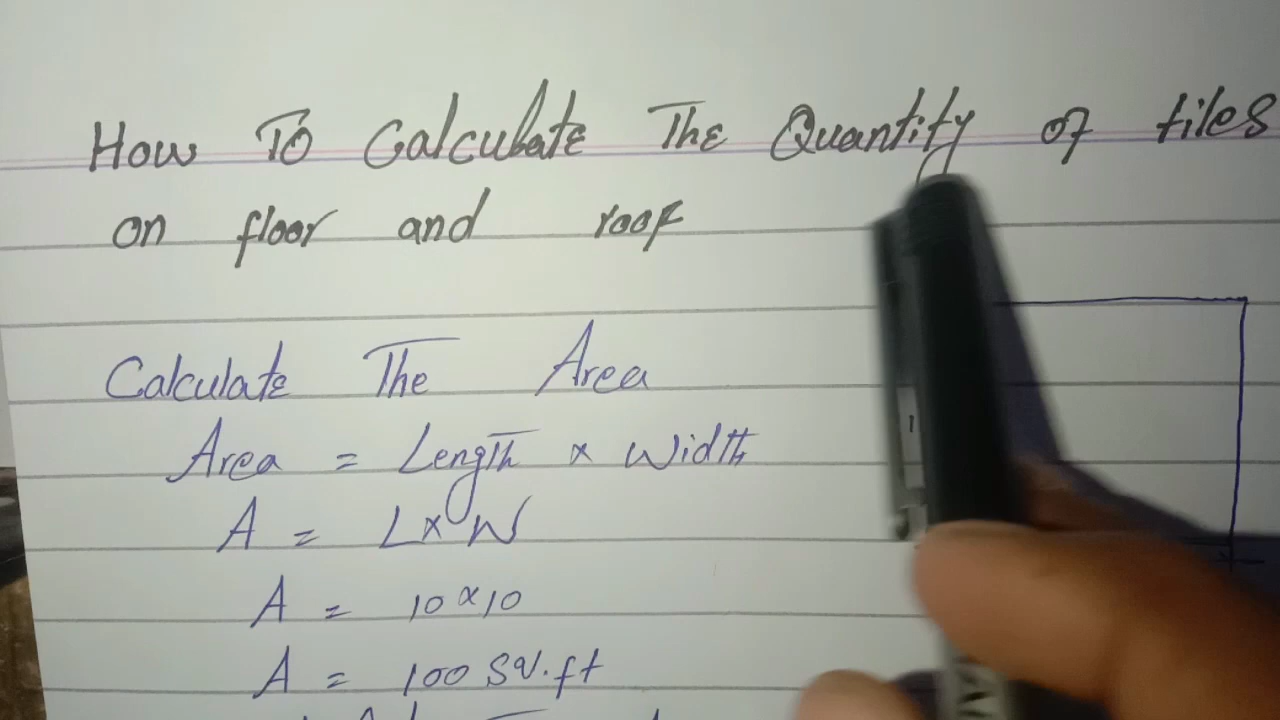 How To Calculate The Quantity of tiles
on floor and roof
Calculate The Area
Area = Length x Width
A = L x W
A = 10 x 10
A = 100 SQ.ft